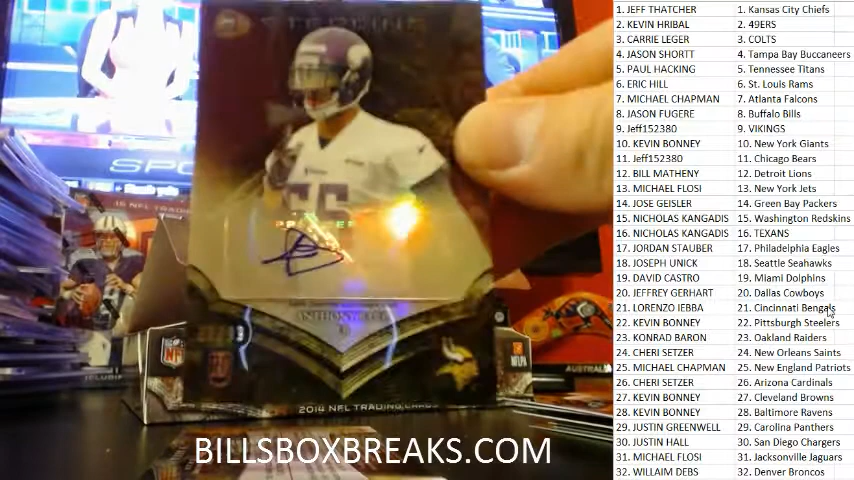 STERLING
SPO
55
ANTHONY BARR
NFL
NFLPA
2014 NFL TRADING CARDS
AUSTRAL
BILLSBOXBREAKS.COM
1. JEFF THATCHER 1. Kansas City Chiefs
2. KEVIN HRIBAL 2. 49ERS
3. CARRIE LEGER 3. COLTS
4. JASON SHORTT 4. Tampa Bay Buccaneers
5. PAUL HACKING 5. Tennessee Titans
6. ERIC HILL 6. St. Louis Rams
7. MICHAEL CHAPMAN 7. Atlanta Falcons
8. JASON FUGERE 8. Buffalo Bills
9. Jeff152380 9. VIKINGS
10. KEVIN BONNEY 10. New York Giants
11. Jeff152380 11. Chicago Bears
12. BILL MATHENY 12. Detroit Lions
13. MICHAEL FLOSI 13. New York Jets
14. JOSE GEISLER 14. Green Bay Packers
15. NICHOLAS KANGADIS 15. Washington Redskins
16. NICHOLAS KANGADIS 16. TEXANS
17. JORDAN STAUBER 17. Philadelphia Eagles
18. JOSEPH UNICK 18. Seattle Seahawks
19. DAVID CASTRO 19. Miami Dolphins
20. JEFFREY GERHART 20. Dallas Cowboys
21. LORENZO IEBBA 21. Cincinnati Bengals
22. KEVIN BONNEY 22. Pittsburgh Steelers
23. KONRAD BARON 23. Oakland Raiders
24. CHERI SETZER 24. New Orleans Saints
25. MICHAEL CHAPMAN 25. New England Patriots
26. CHERI SETZER 26. Arizona Cardinals
27. KEVIN BONNEY 27. Cleveland Browns
28. KEVIN BONNEY 28. Baltimore Ravens
29. JUSTIN GREENWELL 29. Carolina Panthers
30. JUSTIN HALL 30. San Diego Chargers
31. MICHAEL FLOSI 31. Jacksonville Jaguars
32. WILLAIM DEBS 32. Denver Broncos